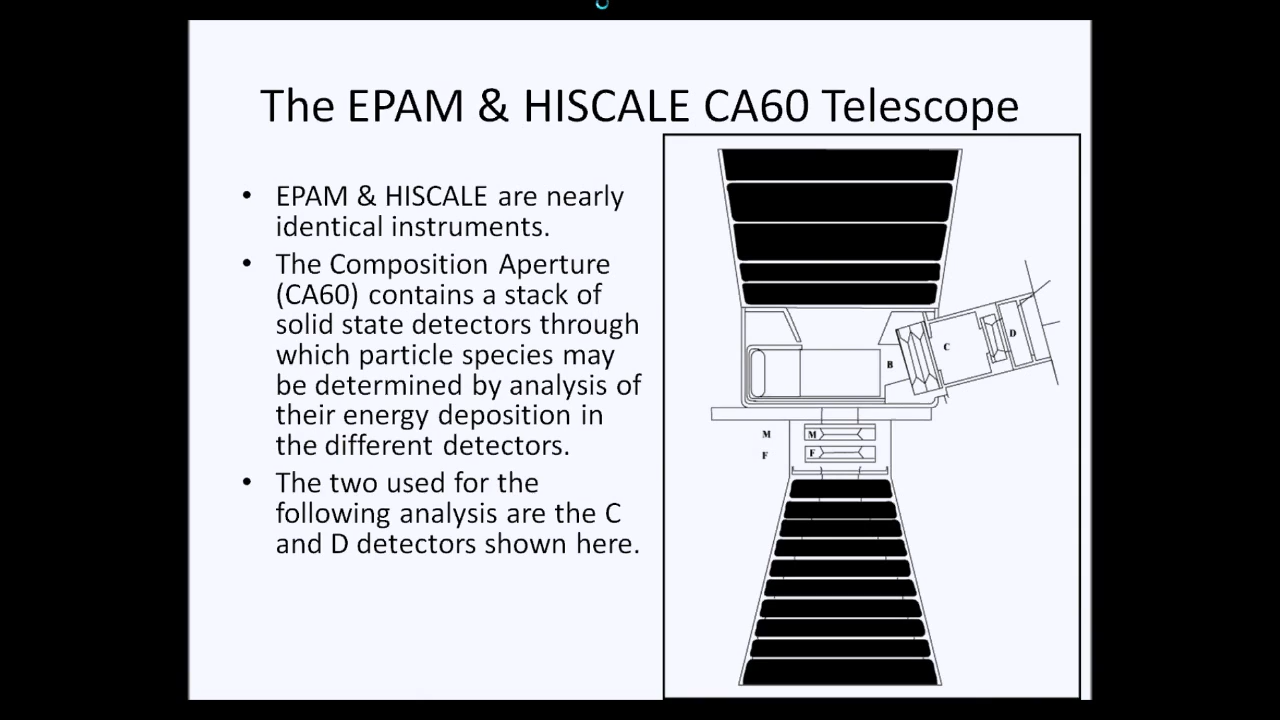 The EPAM & HISCALE CA60 Telescope
• EPAM & HISCALE are nearly
identical instruments.
• The Composition Aperture
(CA60) contains a stack of
solid state detectors through
which particle species may
be determined by analysis of
their energy deposition in
the different detectors.
• The two used for the
following analysis are the C
and D detectors shown here.
D
C
B
M
M
F
F